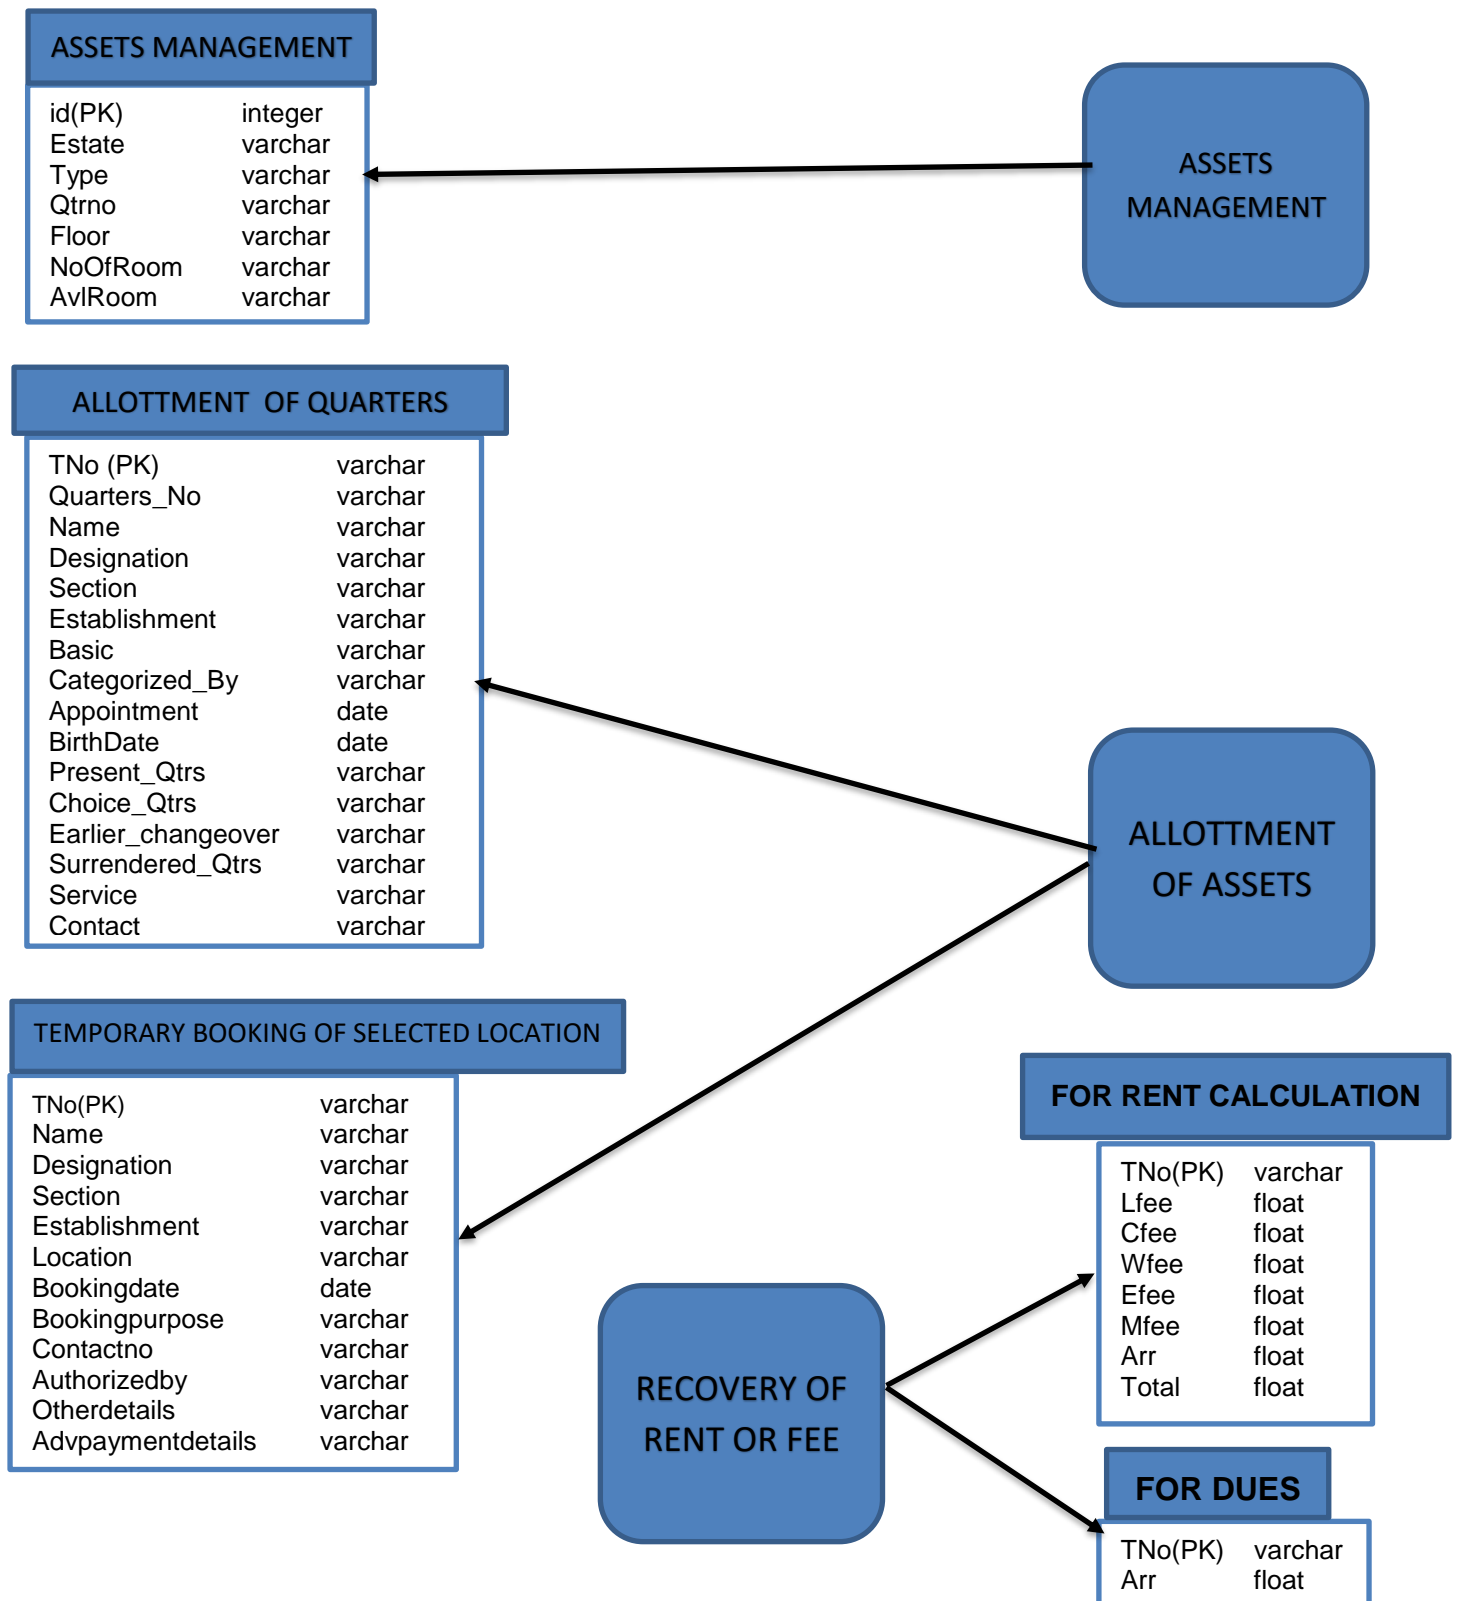 ASSETS MANAGEMENT
id(PK) integer
Estate varchar
Type varchar
Qtrno varchar
Floor varchar
NoOfRoom varchar
AvlRoom varchar
ASSETS
MANAGEMENT
ALLOTTMENT OF QUARTERS
TNo (PK) varchar
Quarters_No varchar
Name varchar
Designation varchar
Section varchar
Establishment varchar
Basic varchar
Categorized_By varchar
Appointment date
BirthDate date
Present_Qtrs varchar
Choice_Qtrs varchar
Earlier_changeover varchar
Surrendered_Qtrs varchar
Service varchar
Contact varchar
ALLOTTMENT
OF ASSETS
TEMPORARY BOOKING OF SELECTED LOCATION
TNo(PK) varchar
Name varchar
Designation varchar
Section varchar
Establishment varchar
Location varchar
Bookingdate date
Bookingpurpose varchar
Contactno varchar
Authorizedby varchar
Otherdetails varchar
Advpaymentdetails varchar
RECOVERY OF
RENT OR FEE
FOR RENT CALCULATION
TNo(PK) varchar
Lfee float
Cfee float
Wfee float
Efee float
Mfee float
Arr float
Total float
FOR DUES
TNo(PK) varchar
Arr float